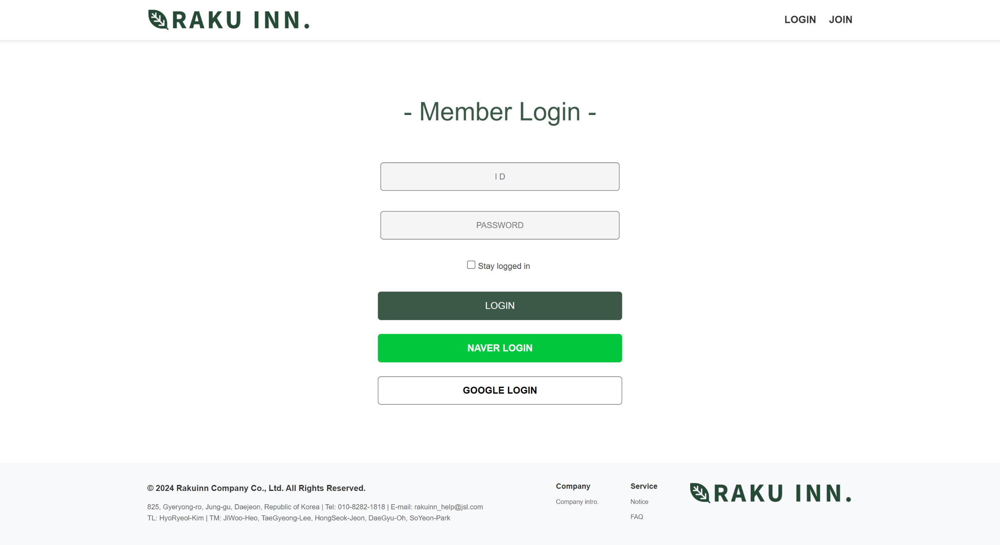 RAKU INN.
LOGIN JOIN
- Member Login -
I D
PASSWORD
Stay logged in
LOGIN
NAVER LOGIN
GOOGLE LOGIN
© 2024 Rakuinn Company Co., Ltd. All Rights Reserved.
825, Gyeryong-ro, Jung-gu, Daejeon, Republic of Korea | Tel: 010-8282-1818 | E-mail: rakuinn_help@jsl.com
TL: HyoRyeol-Kim | TM: JiWoo-Heo, TaeGyeong-Lee, HongSeok-Jeon, DaeGyu-Oh, SoYeon-Park
Company
Company intro.
Service
Notice
FAQ
RAKU INN.